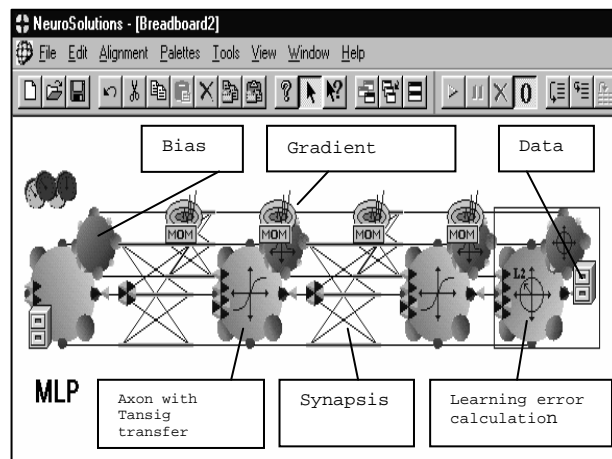 NeuroSolutions - [Breadboard2]
File Edit Alignment Palettes Tools View Window Help
Bias
Gradient
Data
MOM MOM MOM MOM
L2
MLP
Axon with
Tansig
transfer
Synapsis
Learning error
calculation